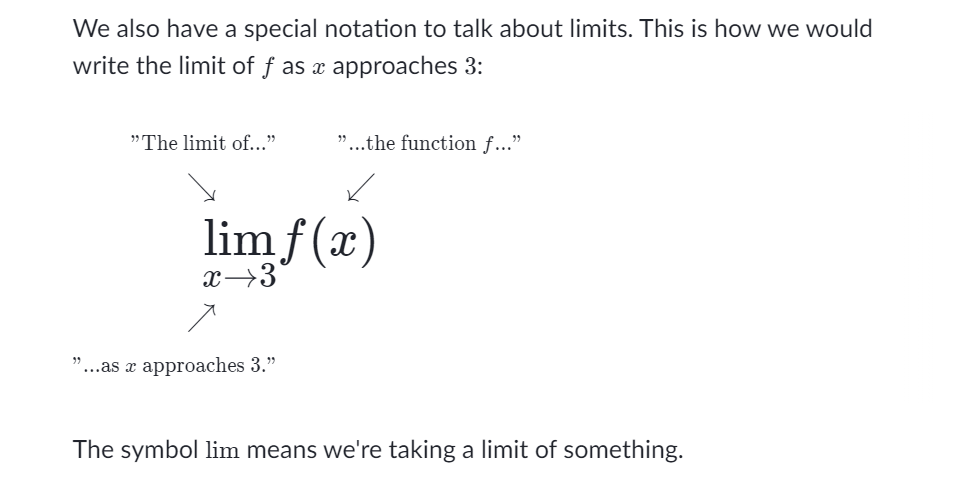 We also have a special notation to talk about limits. This is how we would
write the limit of f as x approaches 3:
”The limit of...” ”...the function f...”
lim f(x)
x→3
”...as x approaches 3.”
The symbol lim means we're taking a limit of something.